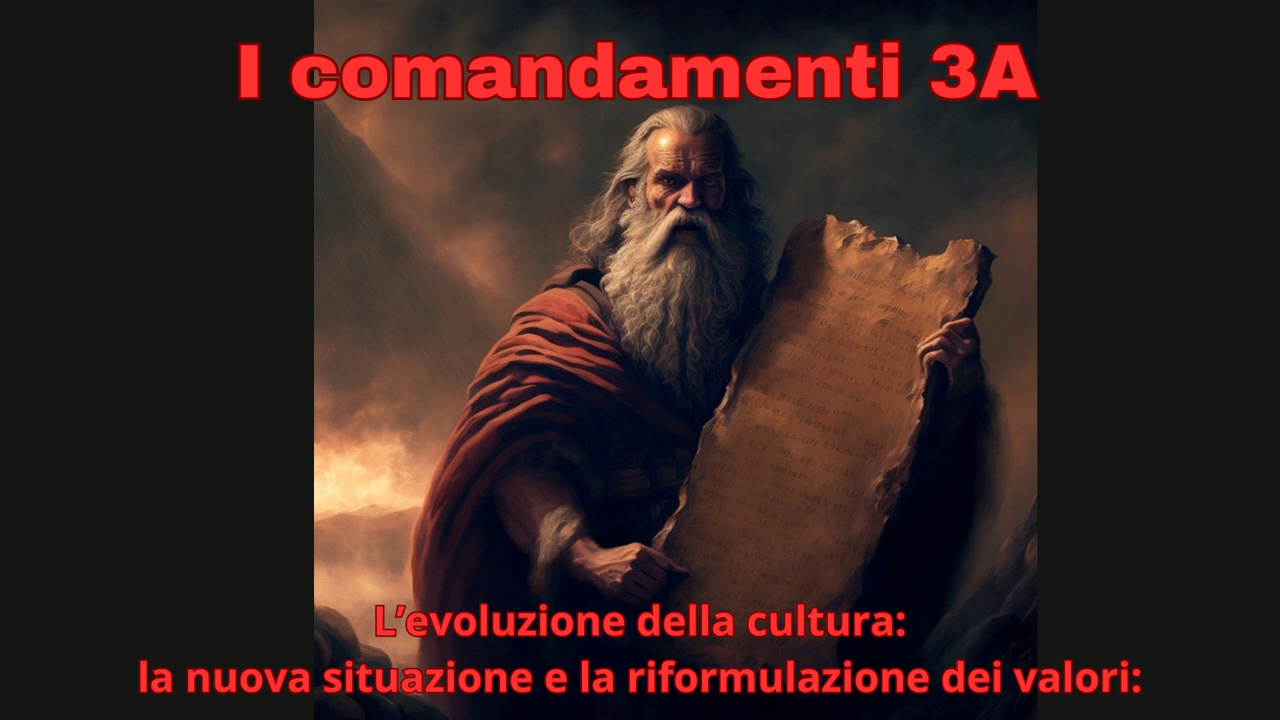 I comandamenti 3A
L’evoluzione della cultura:
la nuova situazione e la riformulazione dei valori: